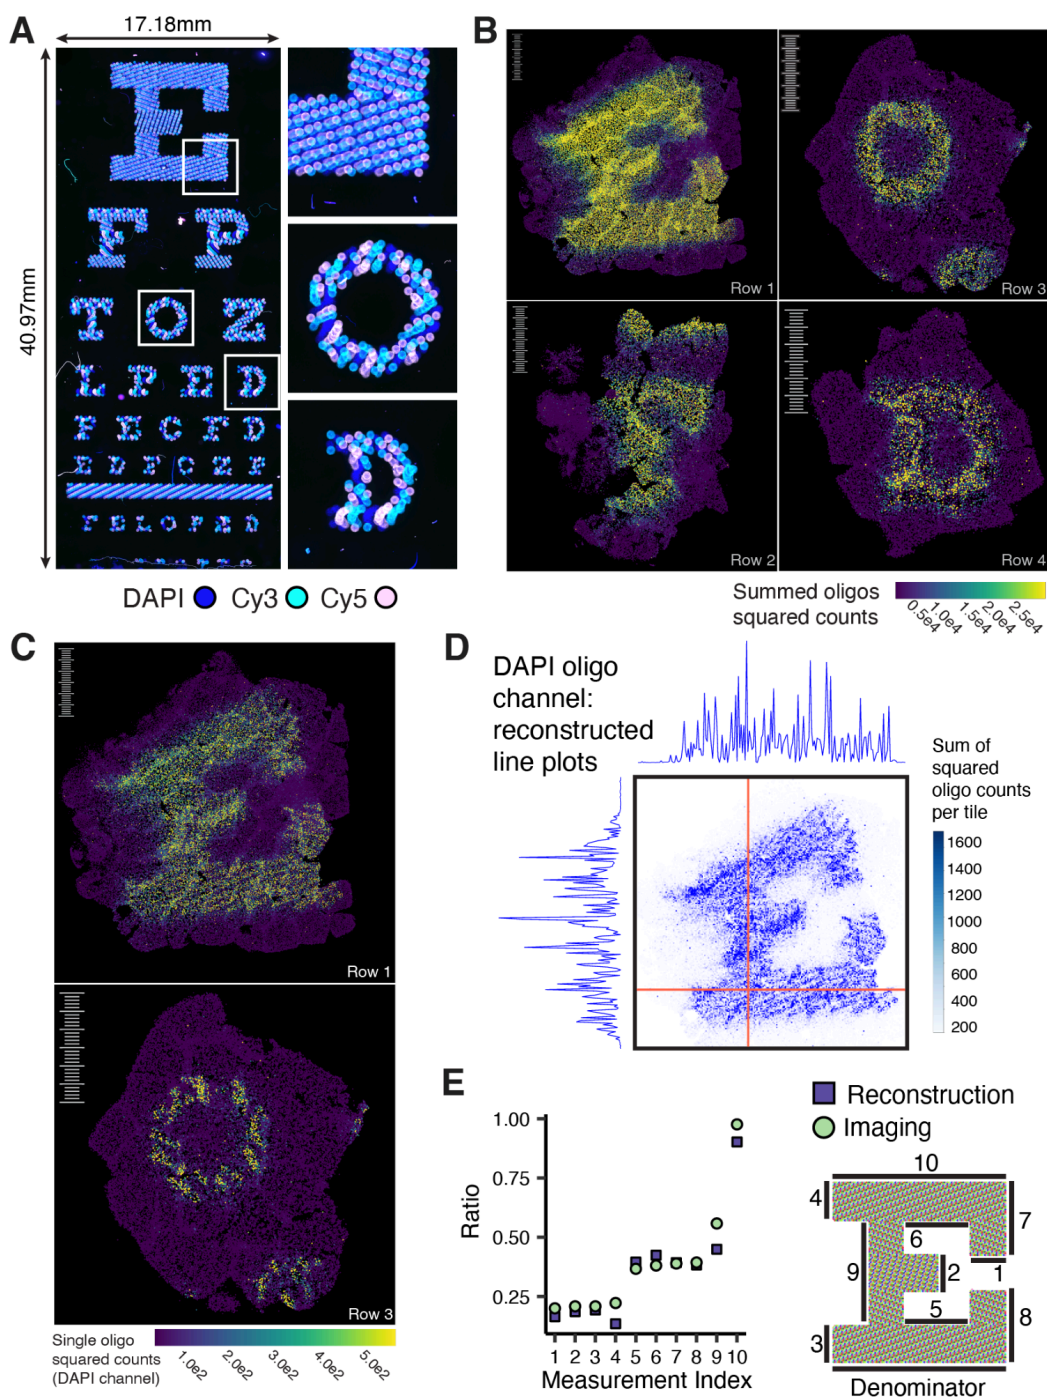 A
17.18mm
40.97mm
DAPI Cy3 Cy5
B
Row 1
Row 3
Row 2
Row 4
Summed oligos
squared counts
0.5e4 1.0e4 1.5e4 2.0e4 2.5e4
C
Row 1
Row 3
Single oligo
squared counts
(DAPI channel)
1.0e2 2.0e2 3.0e2 4.0e2 5.0e2
D
DAPI oligo
channel:
reconstructed
line plots
Sum of
squared
oligo counts
per tile
1600
1400
1200
1000
800
600
400
200
E
Reconstruction
Imaging
1.00
0.75
0.50
0.25
Ratio
1 2 3 4 5 6 7 8 9 10
Measurement Index
10
4
7
6
9
2
1
5
8
3
Denominator